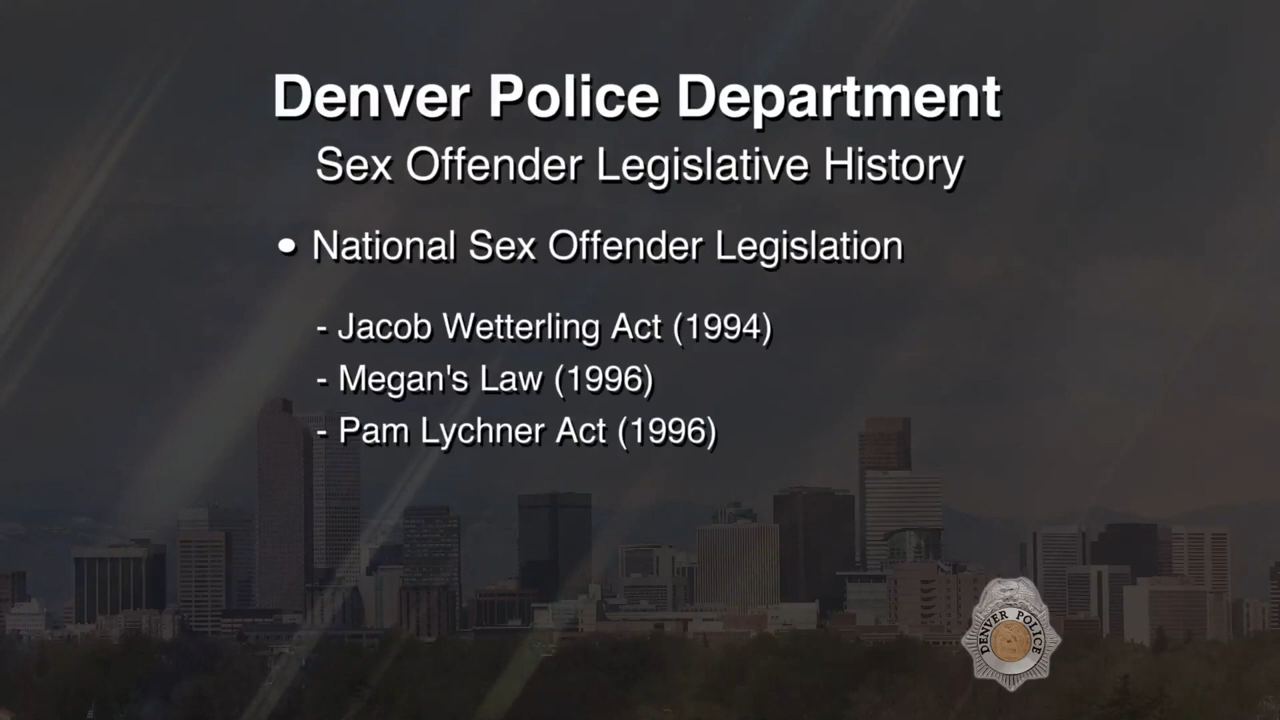 Denver Police Department
Sex Offender Legislative History
• National Sex Offender Legislation
- Jacob Wetterling Act (1994)
- Megan's Law (1996)
- Pam Lychner Act (1996)
DENVER POLICE